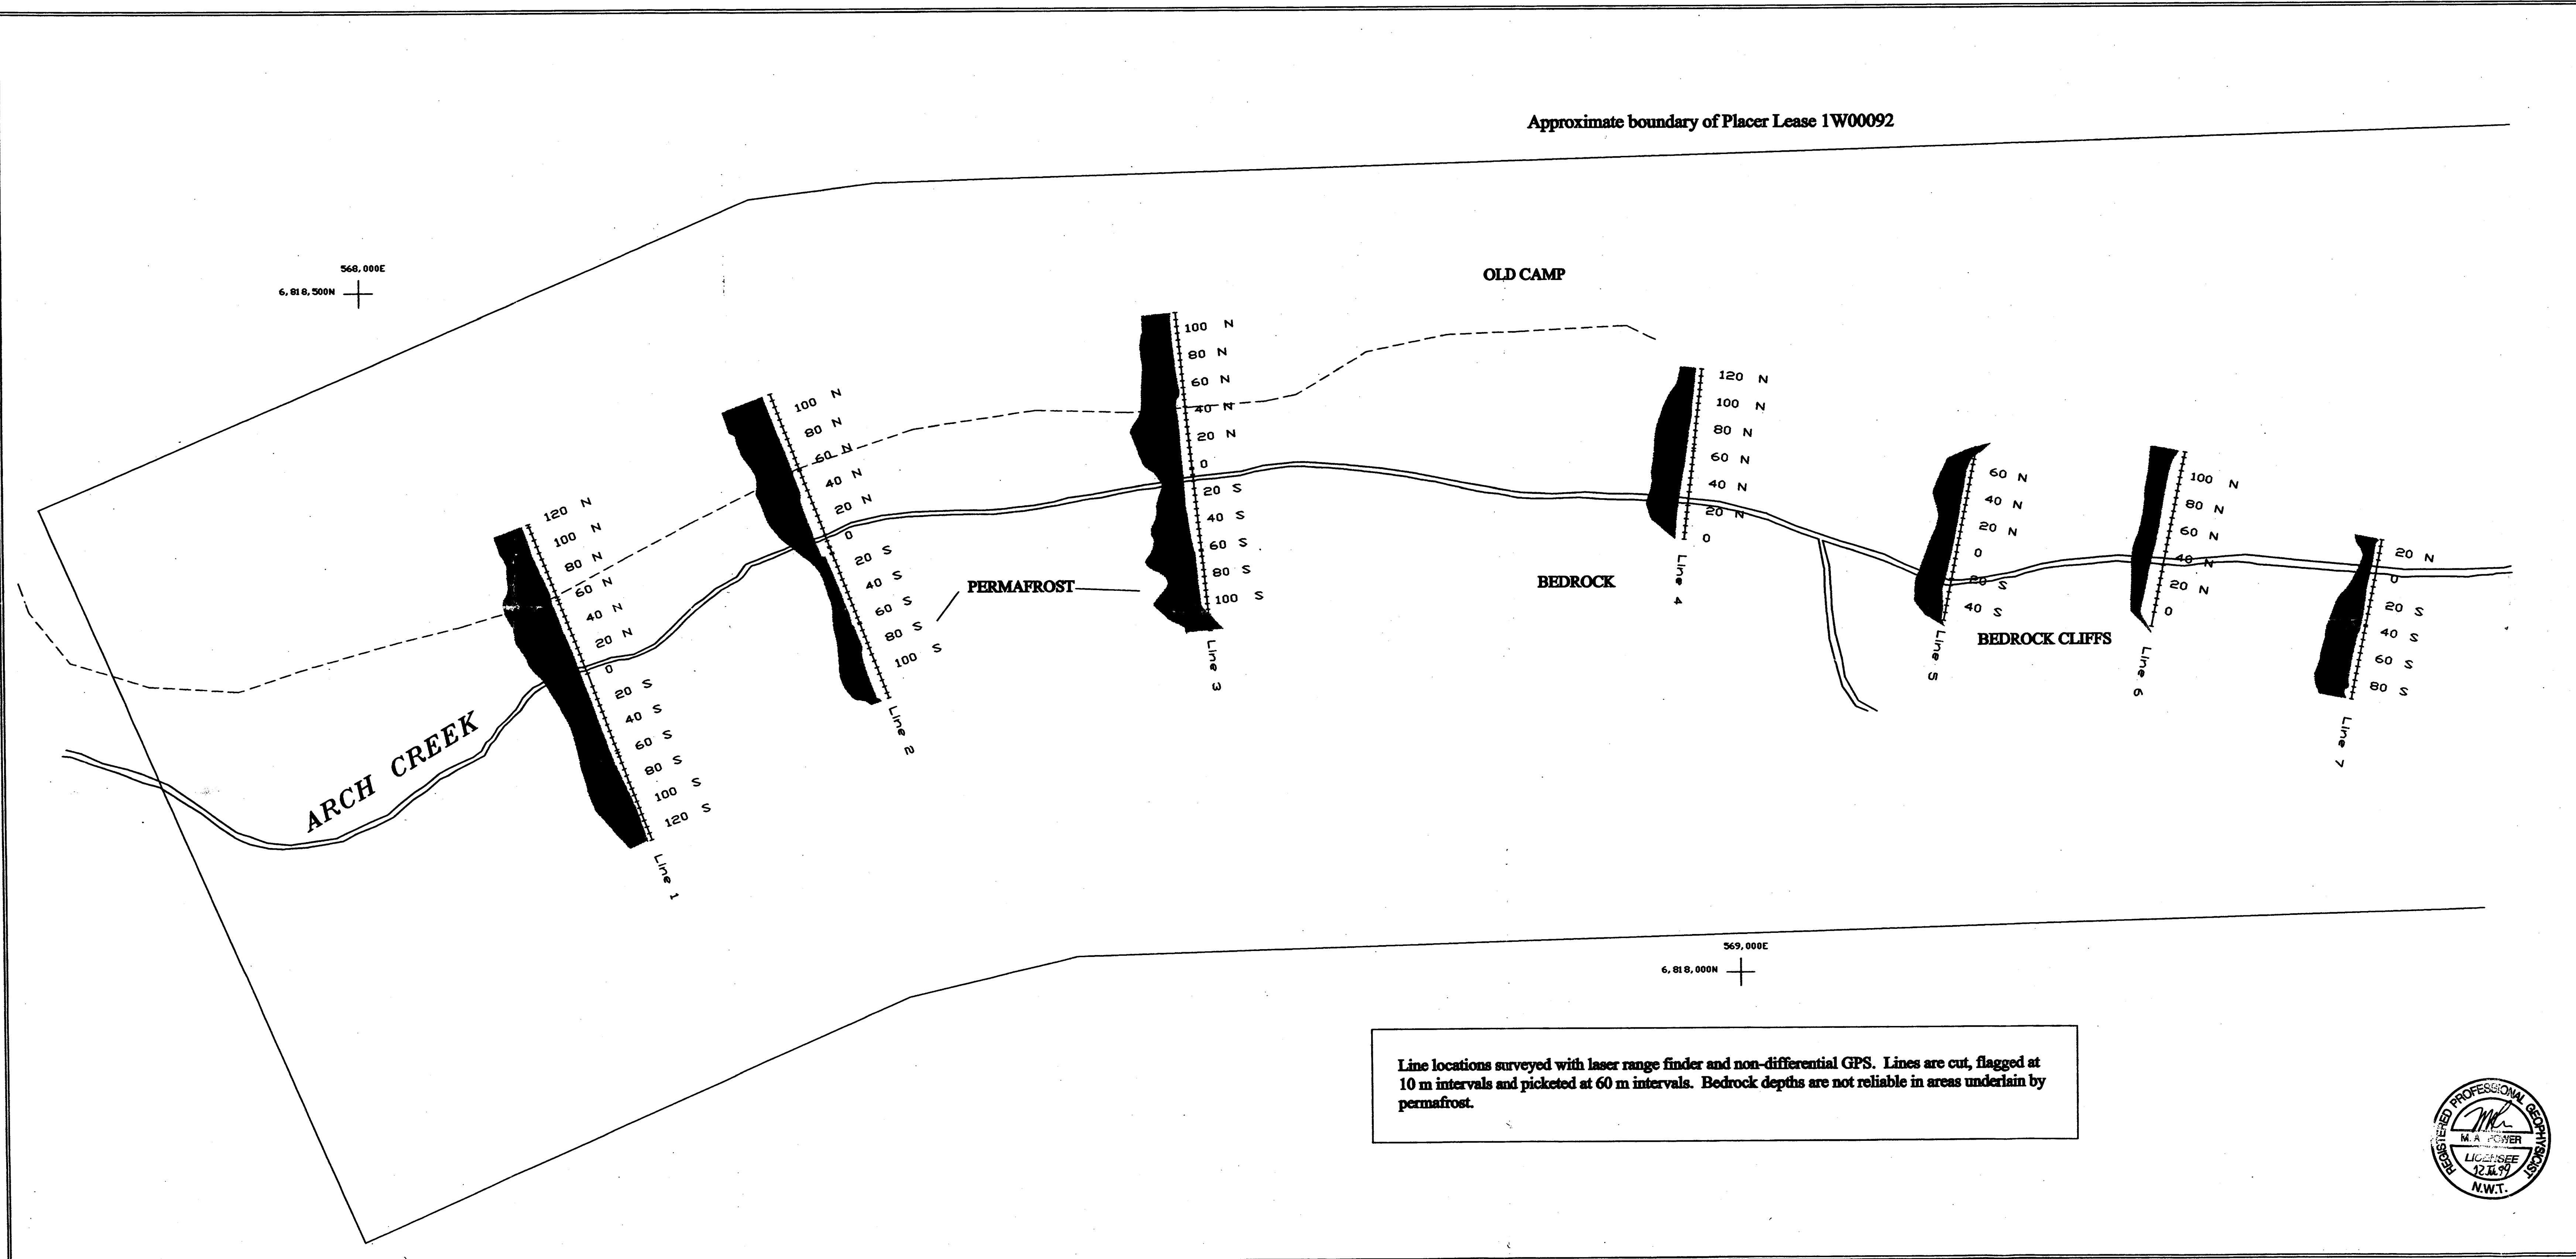 Approximate boundary of Placer Lease 1W00092
568,000E
6,818,500N
OLD CAMP
120 N
100 N
80 N
60 N
40 N
20 N
0
20 S
40 S
60 S
80 S
100 S
120 S
Line 1
100 N
80 N
60 N
40 N
20 N
0
20 S
40 S
60 S
80 S
100 S
Line 2
PERMAFROST
100 N
80 N
60 N
40 N
20 N
0
20 S
40 S
60 S
80 S
100 S
Line 3
120 N
100 N
80 N
60 N
40 N
20 N
0
Line 4
BEDROCK
60 N
40 N
20 N
0
20 S
40 S
Line 5
BEDROCK CLIFFS
100 N
80 N
60 N
40 N
20 N
0
Line 6
20 N
0
20 S
40 S
60 S
80 S
Line 7
ARCH CREEK
569,000E
6,818,000N
Line locations surveyed with laser range finder and non-differential GPS. Lines are cut, flagged at
10 m intervals and picketed at 60 m intervals. Bedrock depths are not reliable in areas underlain by
permafrost.
REGISTERED PROFESSIONAL GEOPHYSICIST
M. A. POWER
LICENSEE
N.W.T.